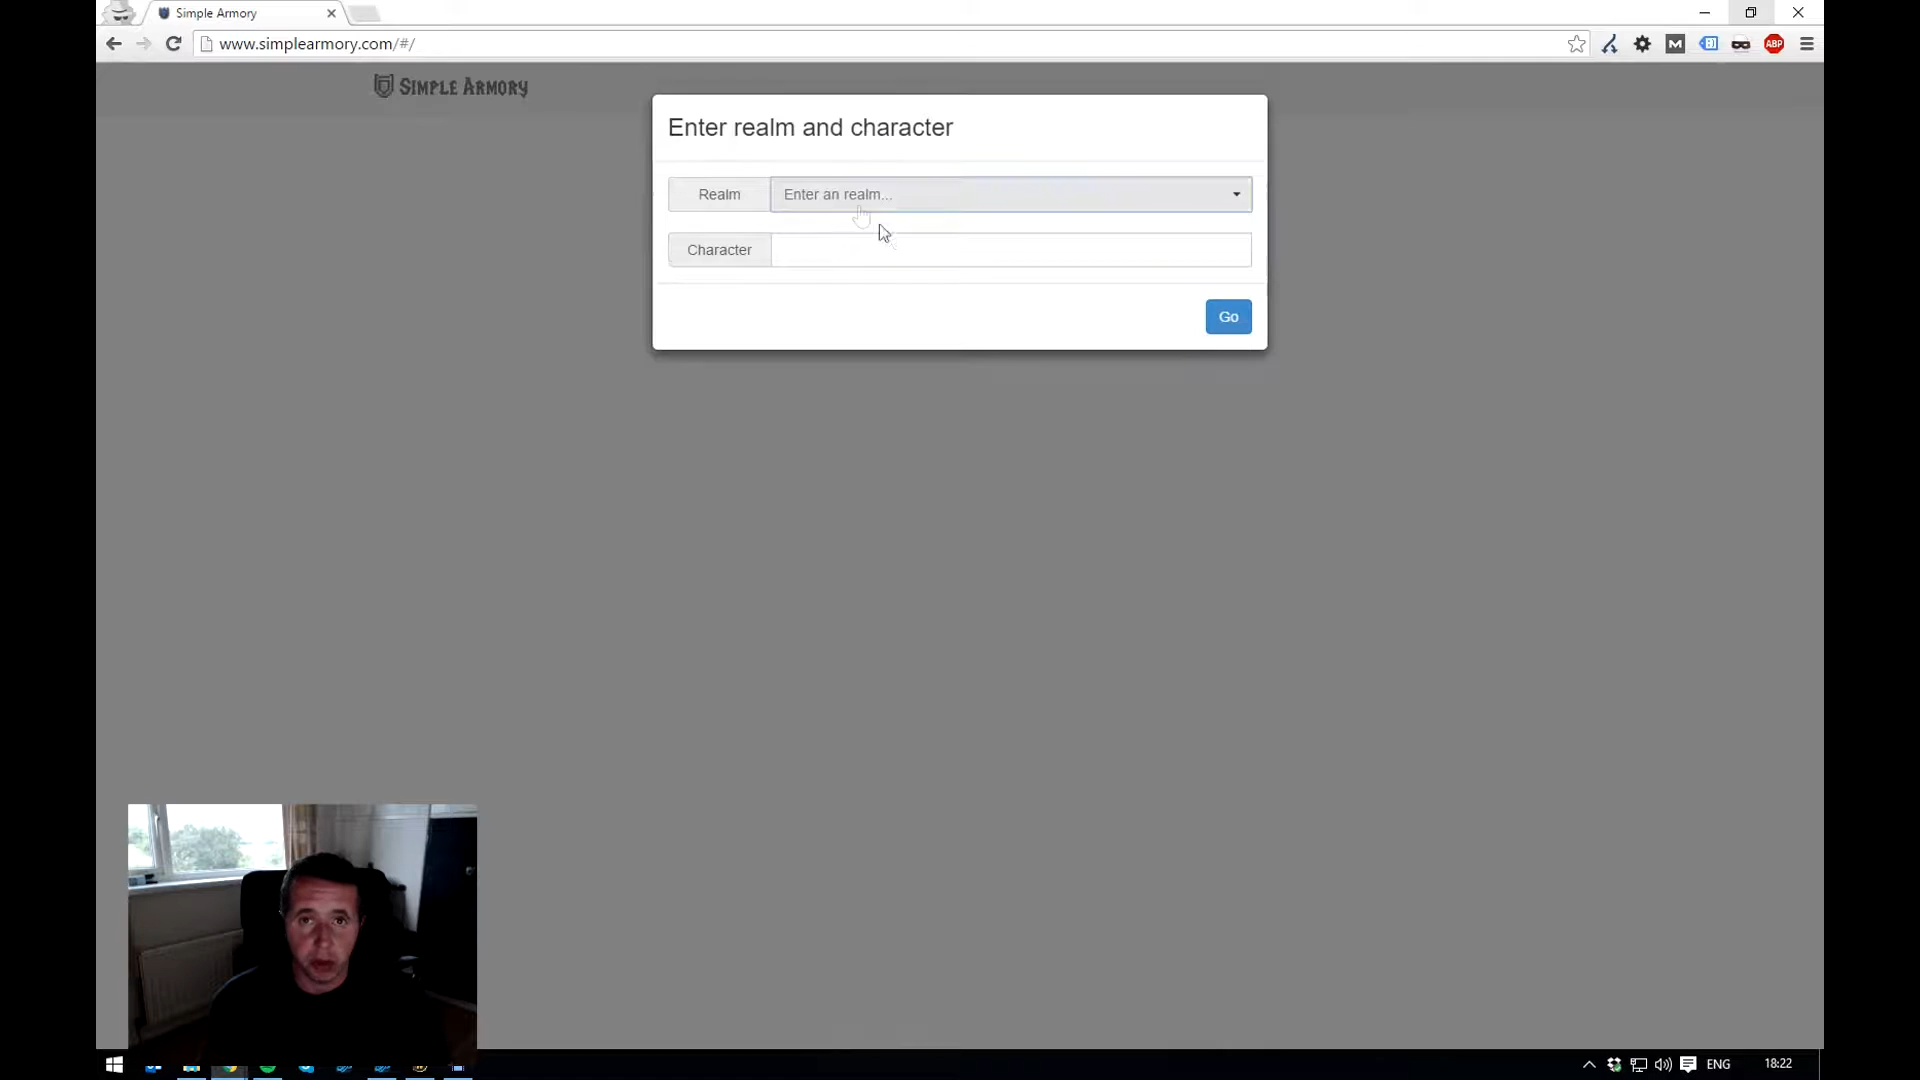 Simple Armory
www.simplearmory.com/#/
ABP
Simple Armory
Enter realm and character
Realm
Enter an realm...
Character
Go
ENG
18:22